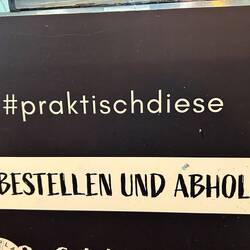 #praktischdiese
BESTELLEN UND ABHOL